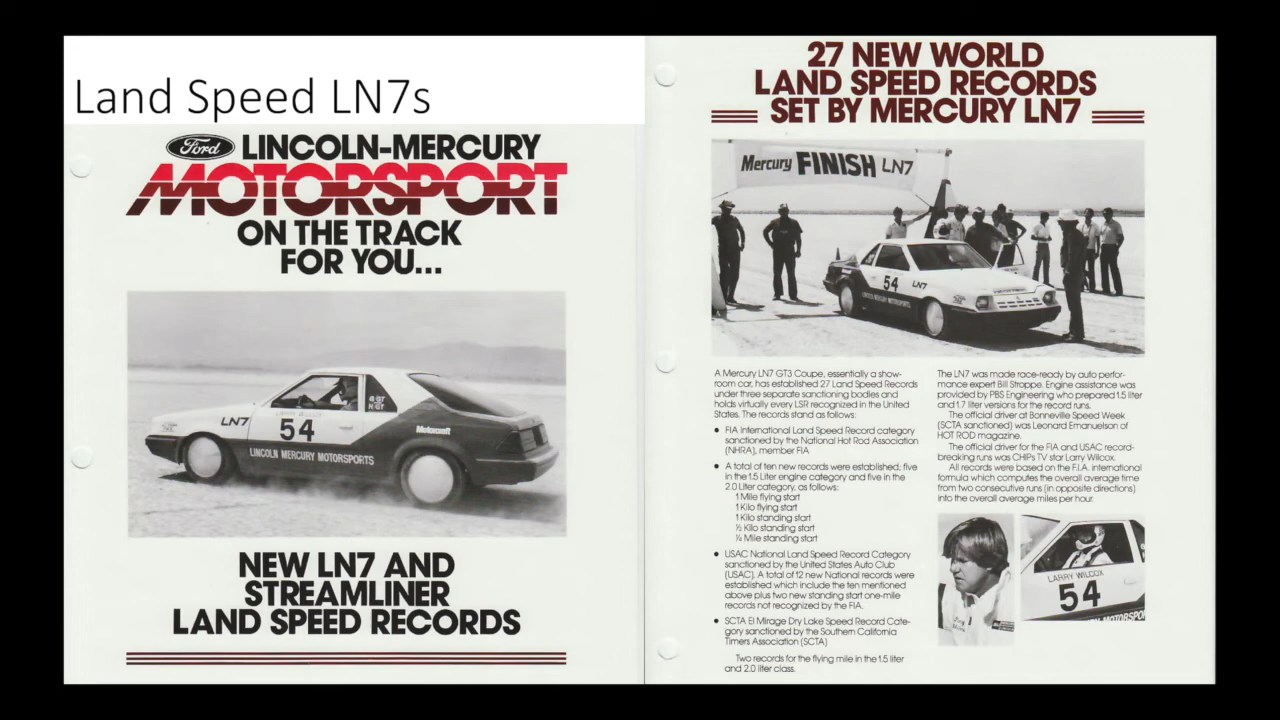 Land Speed LN7s
Ford LINCOLN-MERCURY
MOTORSPORT
ON THE TRACK
FOR YOU...
LN7
LARRY WILCOX
54
LINCOLN MERCURY MOTORSPORTS
G/GT
H/GT
Motorcraft
NEW LN7 AND
STREAMLINER
LAND SPEED RECORDS
27 NEW WORLD
LAND SPEED RECORDS
SET BY MERCURY LN7
Mercury FINISH LN7
54 LN7
LINCOLN MERCURY MOTORSPORTS
A Mercury LN7 GT3 Coupe, essentially a show-
room car, has established 27 Land Speed Records
under three separate sanctioning bodies and
holds virtually every LSR recognized in the United
States. The records stand as follows:
• FIA International Land Speed Record category
sanctioned by the National Hot Rod Association
(NHRA), member FIA
• A total of ten new records were established; five
in the 1.5 Liter engine category and five in the
2.0 Liter category, as follows:
1 Mile flying start
1 Kilo flying start
1 Kilo standing start
½ Kilo standing start
¼ Mile standing start
• USAC National Land Speed Record Category
sanctioned by the United States Auto Club
(USAC). A total of 12 new National records were
established which include the ten mentioned
above plus two new standing start one-mile
records not recognized by the FIA.
• SCTA El Mirage Dry Lake Speed Record Cate-
gory sanctioned by the Southern California
Timers Association (SCTA)
Two records for the flying mile in the 1.5 liter
and 2.0 liter class.
The LN7 was made race-ready by auto perfor-
mance expert Bill Stroppe. Engine assistance was
provided by PBS Engineering who prepared 1.5 liter
and 1.7 liter versions for the record runs.
The official driver at Bonneville Speed Week
(SCTA sanctioned) was Leonard Emanuelson of
HOT ROD magazine.
The official driver for the FIA and USAC record-
breaking runs was CHiPs TV star Larry Wilcox.
All records were based on the F.I.A. international
formula which computes the overall average time
from two consecutive runs (in opposite directions)
into the overall average miles per hour.
LARRY WILCOX
54